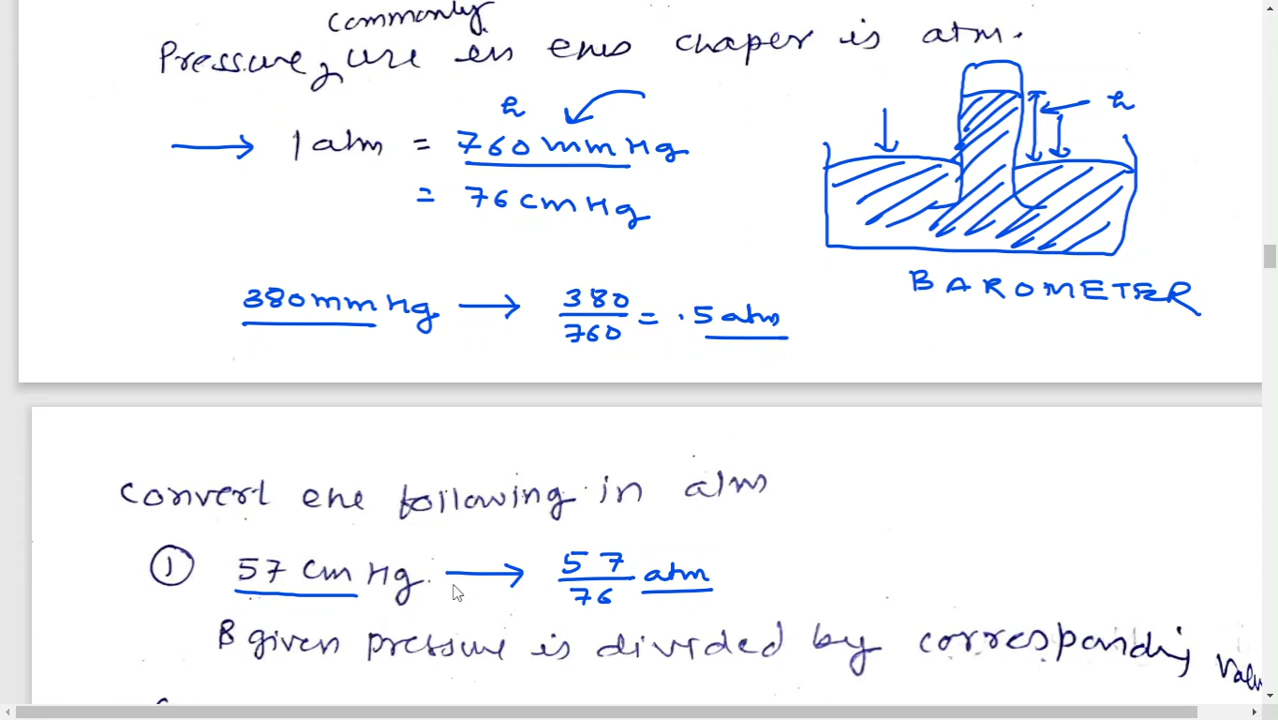 commonly
Pressure, use in this chaper is atm.
h
1 atm = 760 mm Hg
h
= 76 cm Hg
BAROMETER
380 mm Hg → 380/760 = .5 atm
Convert the following in atm
① 57 cm Hg. → 57/76 atm
given pressure is divided by corresponding